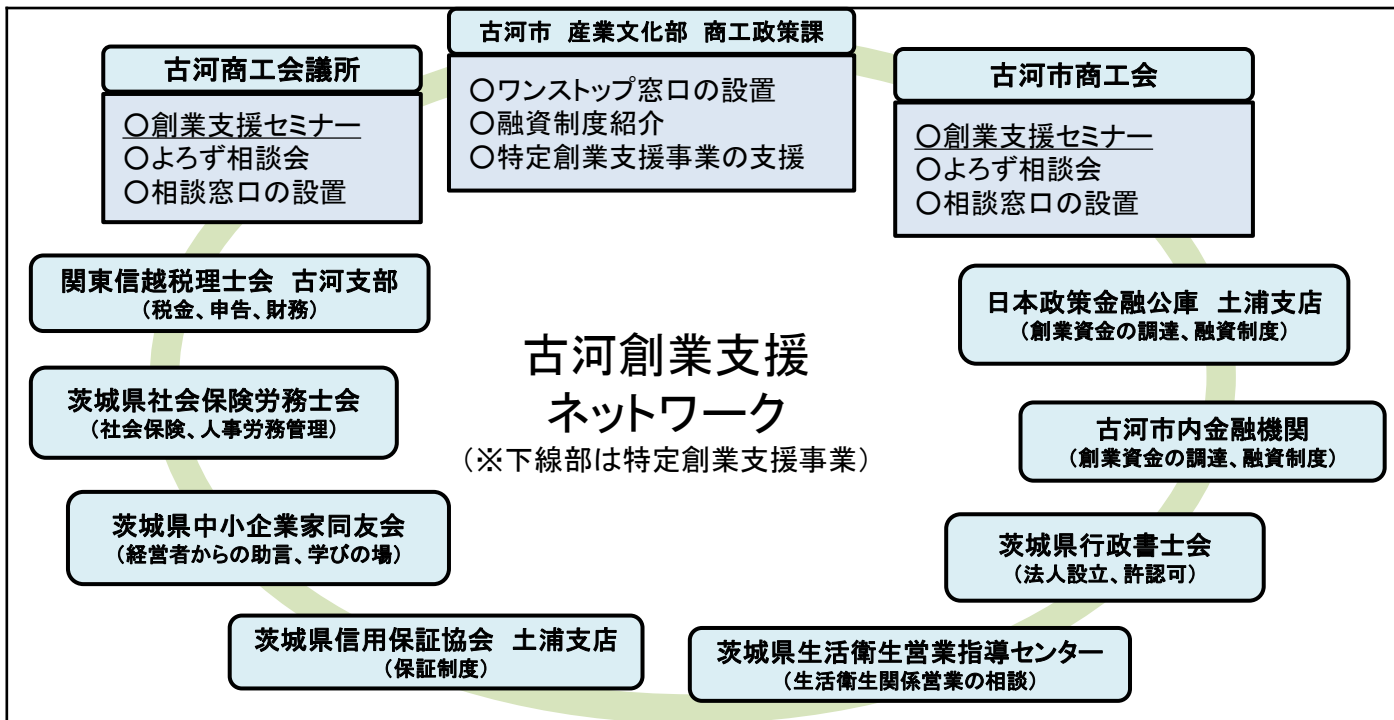 古河市 産業文化部 商工政策課
○ワンストップ窓口の設置
○融資制度紹介
○特定創業支援事業の支援
古河商工会議所
○創業支援セミナー
○よろず相談会
○相談窓口の設置
古河市商工会
○創業支援セミナー
○よろず相談会
○相談窓口の設置
関東信越税理士会 古河支部
(税金、申告、財務)
日本政策金融公庫 土浦支店
(創業資金の調達、融資制度)
古河創業支援
ネットワーク
(※下線部は特定創業支援事業)
茨城県社会保険労務士会
(社会保険、人事労務管理)
古河市内金融機関
(創業資金の調達、融資制度)
茨城県中小企業家同友会
(経営者からの助言、学びの場)
茨城県行政書士会
(法人設立、許認可)
茨城県信用保証協会 土浦支店
(保証制度)
茨城県生活衛生営業指導センター
(生活衛生関係営業の相談)